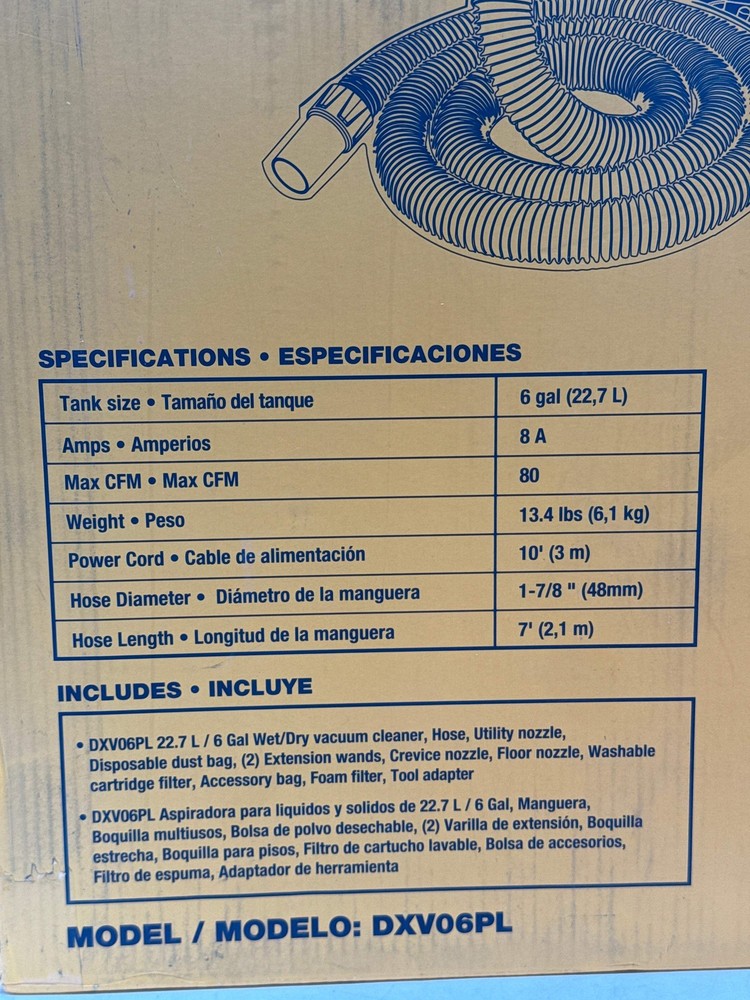 SPECIFICATIONS • ESPECIFICACIONES
Tank size • Tamaño del tanque 6 gal (22,7 L)
Amps • Amperios 8 A
Max CFM • Max CFM 80
Weight • Peso 13.4 lbs (6,1 kg)
Power Cord • Cable de alimentación 10' (3 m)
Hose Diameter • Diámetro de la manguera 1-7/8 " (48mm)
Hose Length • Longitud de la manguera 7' (2,1 m)
INCLUDES • INCLUYE
• DXV06PL 22.7 L / 6 Gal Wet/Dry vacuum cleaner, Hose, Utility nozzle,
Disposable dust bag, (2) Extension wands, Crevice nozzle, Floor nozzle, Washable
cartridge filter, Accessory bag, Foam filter, Tool adapter
• DXV06PL Aspiradora para liquidos y solidos de 22.7 L / 6 Gal, Manguera,
Boquilla multiusos, Bolsa de polvo desechable, (2) Varilla de extensión, Boquilla
estrecha, Boquilla para pisos, Filtro de cartucho lavable, Bolsa de accesorios,
Filtro de espuma, Adaptador de herramienta
MODEL / MODELO: DXV06PL